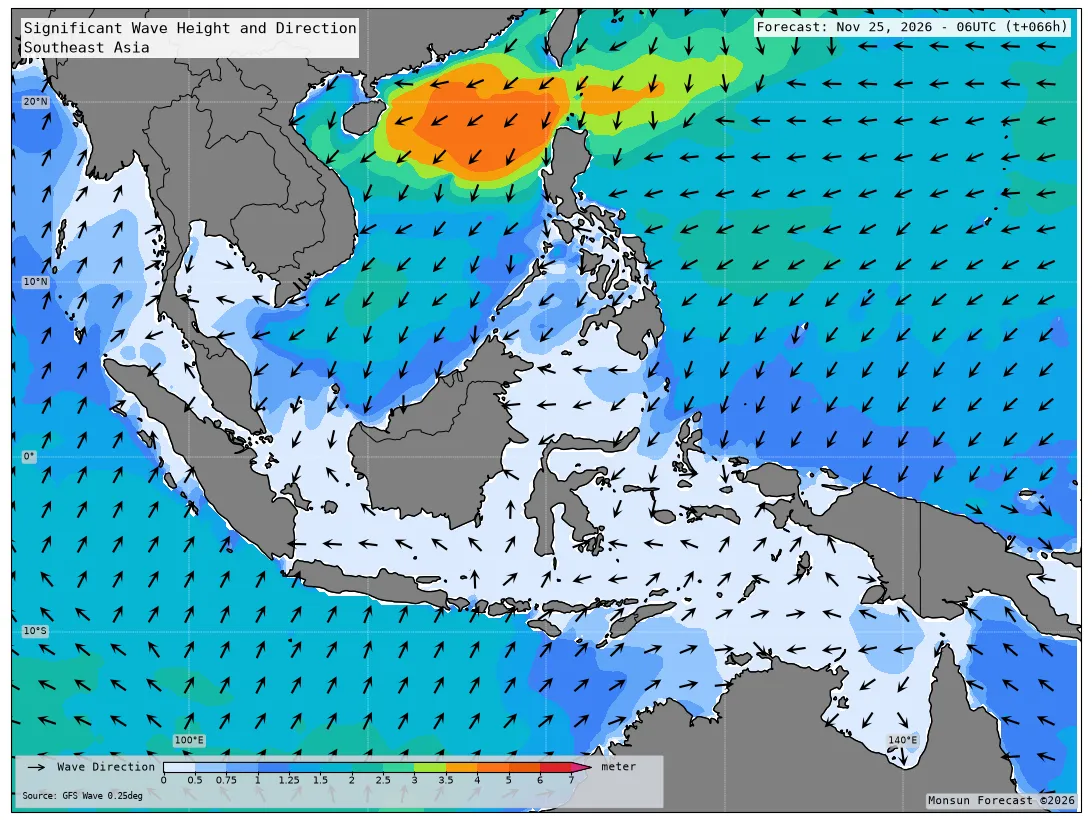 Significant Wave Height and Direction
Southeast Asia
Forecast: Nov 25, 2026 - 06UTC (t+066h)
20°N
10°N
0°
10°S
100°E
140°E
Wave Direction
meter
0 0.5 0.75 1 1.25 1.5 2 2.5 3 3.5 4 5 6 7
Source: GFS Wave 0.25deg
Monsun Forecast ©2026